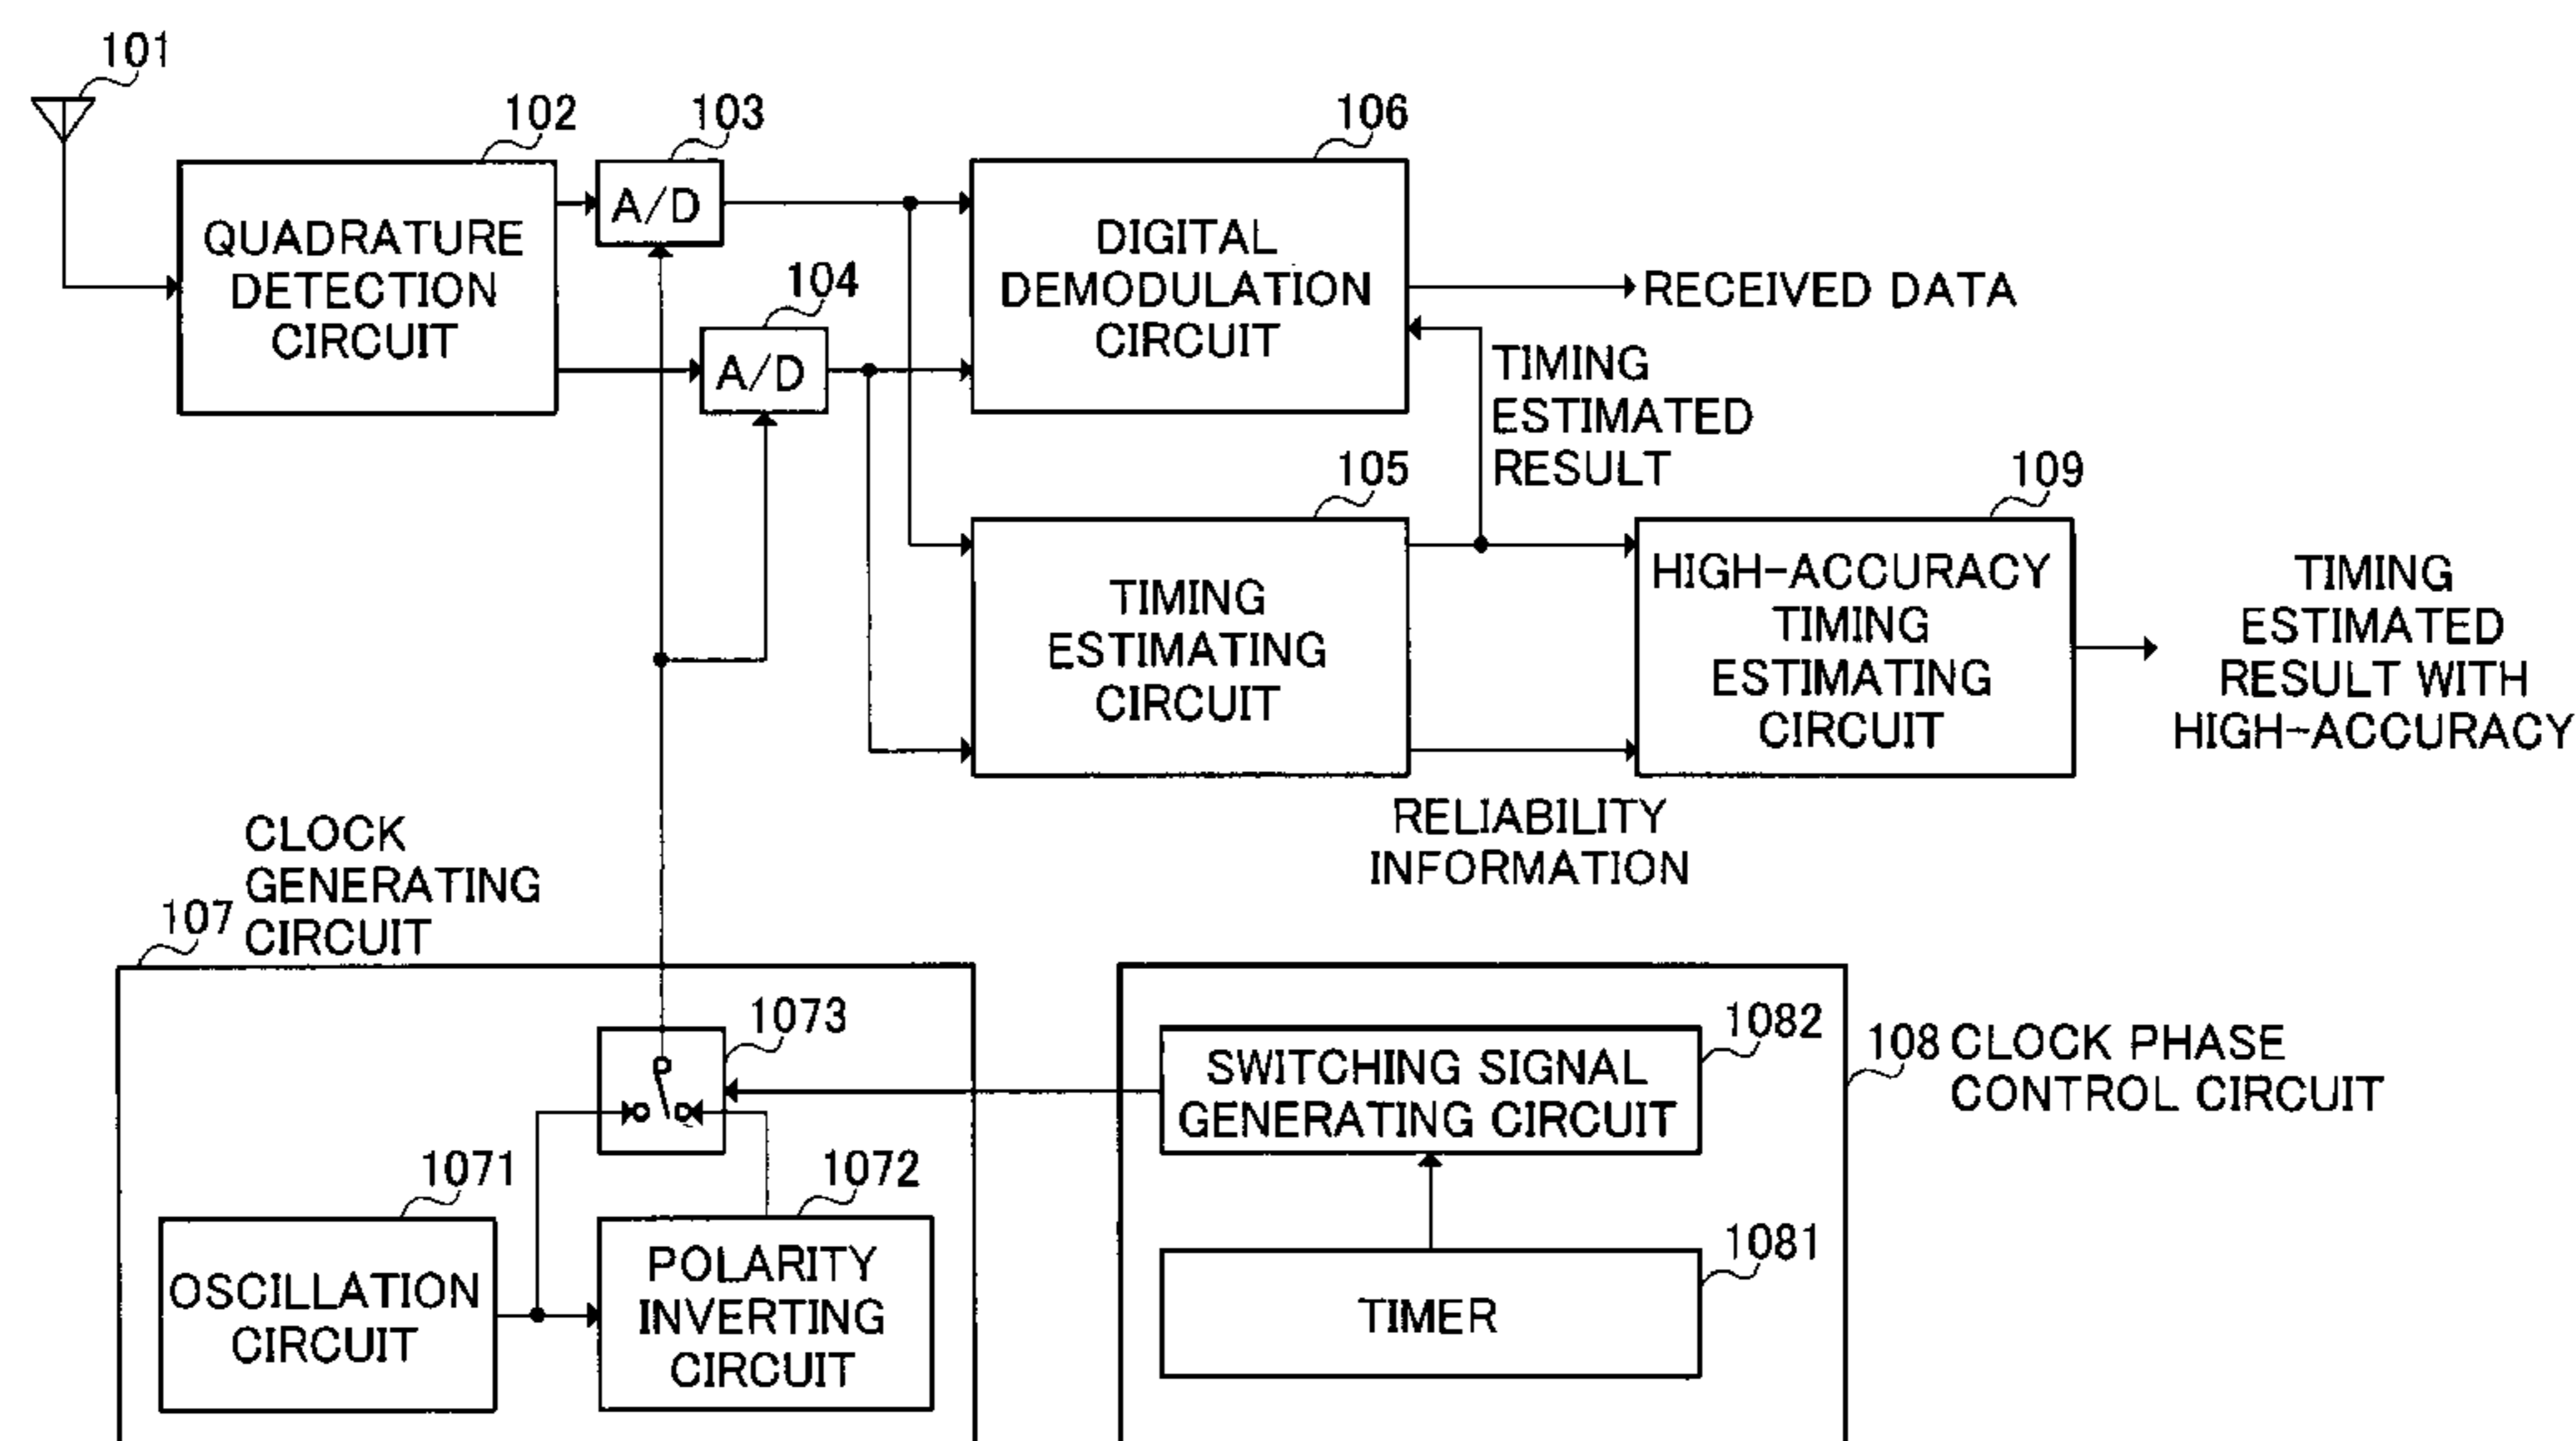 101
102
103
106
A/D
QUADRATURE
DETECTION
CIRCUIT
104
A/D
DIGITAL
DEMODULATION
CIRCUIT
RECEIVED DATA
TIMING
ESTIMATED
RESULT
105
109
TIMING
ESTIMATING
CIRCUIT
HIGH-ACCURACY
TIMING
ESTIMATING
CIRCUIT
TIMING
ESTIMATED
RESULT WITH
HIGH-ACCURACY
RELIABILITY
INFORMATION
CLOCK
GENERATING
CIRCUIT
107
1073
1082
SWITCHING SIGNAL
GENERATING CIRCUIT
108 CLOCK PHASE
CONTROL CIRCUIT
1071
1072
1081
OSCILLATION
CIRCUIT
POLARITY
INVERTING
CIRCUIT
TIMER